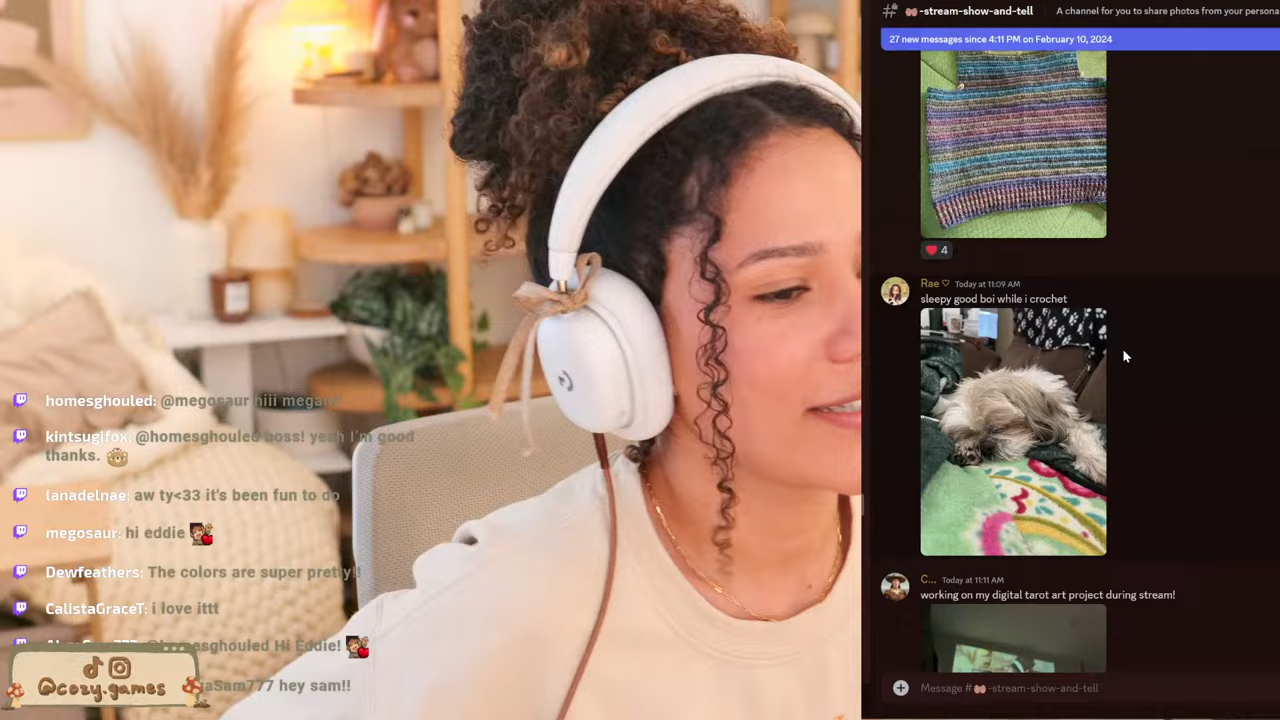 -stream-show-and-tell
A channel for you to share photos from your persona
27 new messages since 4:11 PM on February 10, 2024
4
Rae ♡ Today at 11:09 AM
sleepy good boi while i crochet
C... Today at 11:11 AM
working on my digital tarot art project during stream!
Message # -stream-show-and-tell
homesghouled: @megosaur hiii megan!
kintsugifox: @homesghouled boss! yeah I'm good
thanks.
lanadelnae: aw ty<33 it's been fun to do
megosaur: hi eddie
Dewfeathers: The colors are super pretty!!
CalistaGraceT: i love ittt
esghouled Hi Eddie!
aSam777 hey sam!!
@cozy.games